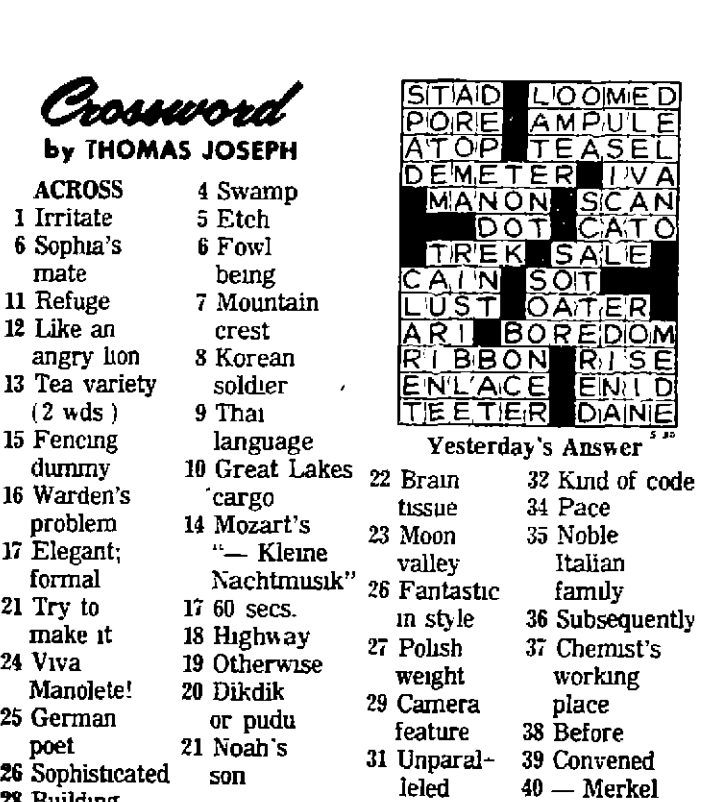 Crossword
by THOMAS JOSEPH
ACROSS
1 Irritate
6 Sophia's
mate
11 Refuge
12 Like an
angry lion
13 Tea variety
(2 wds)
15 Fencing
dummy
16 Warden's
problem
17 Elegant;
formal
21 Try to
make it
24 Viva
Manolete!
25 German
poet
26 Sophisticated
28 Building
4 Swamp
5 Etch
6 Fowl
being
7 Mountain
crest
8 Korean
soldier
9 Thai
language
10 Great Lakes
cargo
14 Mozart's
"— Kleine
Nachtmusik"
17 60 secs.
18 Highway
19 Otherwise
20 Dikdik
or pudu
21 Noah's
son
STAD LOOMED
PORE AMPULE
ATOP TEASEL
DEMETER IVA
MANON SCAN
DOT CATO
TREK SALE
CAIN SOT
LUST OATER
ARI BOREDOM
RIBBON RISE
ENLACE ENID
TEETER DANE
Yesterday's Answer
22 Brain
tissue
23 Moon
valley
26 Fantastic
in style
27 Polish
weight
29 Camera
feature
31 Unparal-
leled
32 Kind of code
34 Pace
35 Noble
Italian
family
36 Subsequently
37 Chemist's
working
place
38 Before
39 Convened
40 — Merkel